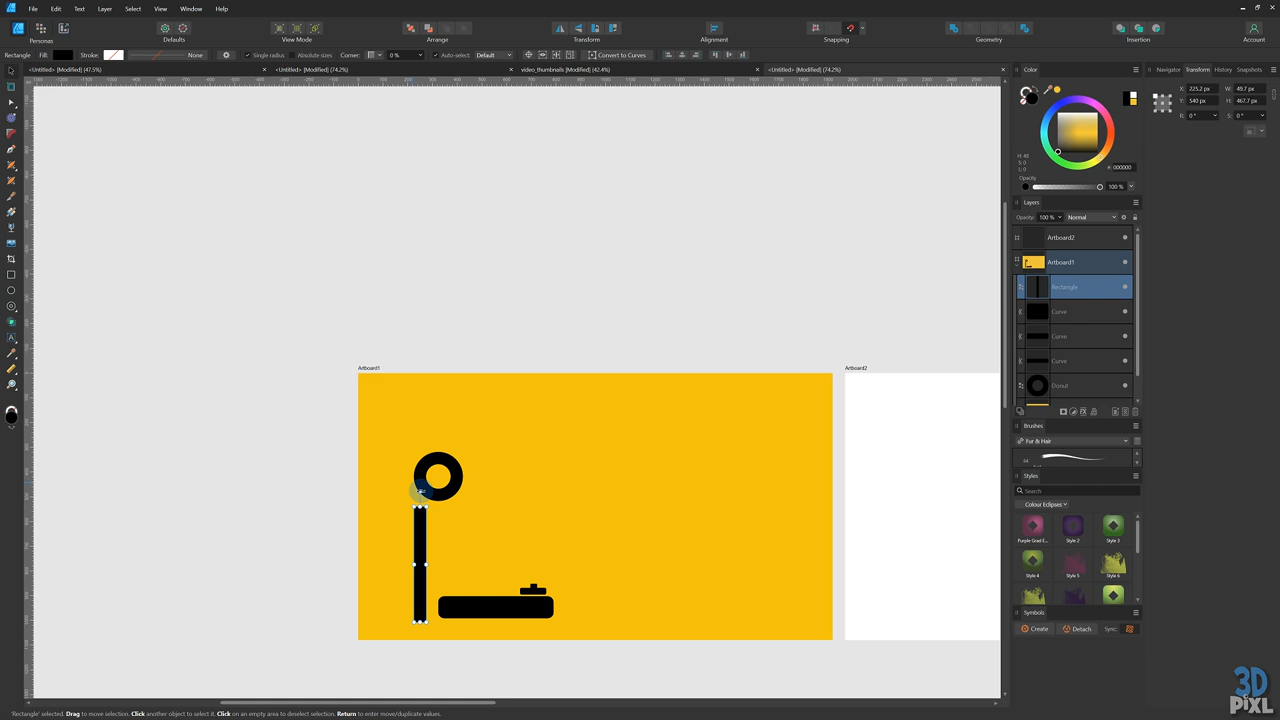 File Edit Text Layer Select View Window Help
Personas Defaults View Mode Arrange Transform Alignment Snapping Geometry Insertion Account
Rectangle Fill: Stroke: None Single radius Absolute sizes Corner: 0 % Auto-select: Default Convert to Curves
<Untitled> [Modified] (47.5%) <Untitled> [Modified] (74.2%) video_thumbnails [Modified] (42.4%) <Untitled> [Modified] (74.2%)
Color
Navigator Transform History Snapshots
X: 225.2 px W: 49.7 px
Y: 540 px H: 467.7 px
R: 0 ° S: 0 °
H: 48
S: 0
L: 0
# 000000
Opacity
100 %
Layers
Opacity: 100 % Normal
Artboard2
Artboard1
Rectangle
Curve
Curve
Curve
Donut
Artboard1 Artboard2
Brushes
Fur & Hair
64
Styles
Search
Colour Eclipses
Purple Grad E... Style 2 Style 3
Style 4 Style 5 Style 6
Symbols
Create Detach Sync:
3D
PIXL
'Rectangle' selected. Drag to move selection. Click another object to select it. Click on an empty area to deselect selection. Return to enter move/duplicate values.